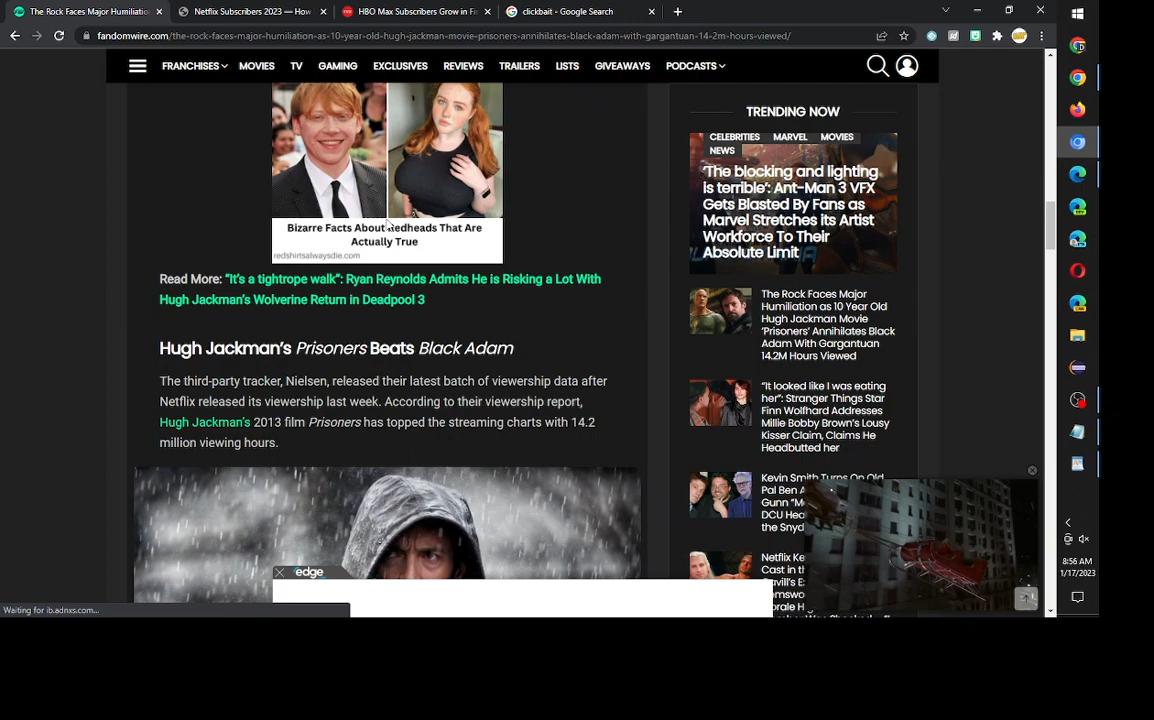 The Rock Faces Major Humiliatio
Netflix Subscribers 2023 — How
HBO Max Subscribers Grow in Fi
clickbait - Google Search
fandomwire.com/the-rock-faces-major-humiliation-as-10-year-old-hugh-jackman-movie-prisoners-annihilates-black-adam-with-gargantuan-14-2m-hours-viewed/
FRANCHISES MOVIES TV GAMING EXCLUSIVES REVIEWS TRAILERS LISTS GIVEAWAYS PODCASTS
Bizarre Facts About Redheads That Are
Actually True
redshirtsalwaysdie.com
Read More: “It’s a tightrope walk”: Ryan Reynolds Admits He is Risking a Lot With
Hugh Jackman’s Wolverine Return in Deadpool 3
Hugh Jackman’s Prisoners Beats Black Adam
The third-party tracker, Nielsen, released their latest batch of viewership data after
Netflix released its viewership last week. According to their viewership report,
Hugh Jackman’s 2013 film Prisoners has topped the streaming charts with 14.2
million viewing hours.
edge
Waiting for ib.adnxs.com...
TRENDING NOW
CELEBRITIES MARVEL MOVIES
NEWS
‘The blocking and lighting
is terrible’: Ant-Man 3 VFX
Gets Blasted By Fans as
Marvel Stretches its Artist
Workforce To Their
Absolute Limit
The Rock Faces Major
Humiliation as 10 Year Old
Hugh Jackman Movie
‘Prisoners’ Annihilates Black
Adam With Gargantuan
14.2M Hours Viewed
“It looked like I was eating
her”: Stranger Things Star
Finn Wolfhard Addresses
Millie Bobby Brown’s Lousy
Kisser Claim, Claims He
Headbutted her
Kevin Smith Turns On Old
Pal Ben A
Gunn
DCU Hea
the Snyd
Netflix Ke
Cast in th
8:56 AM
1/17/2023